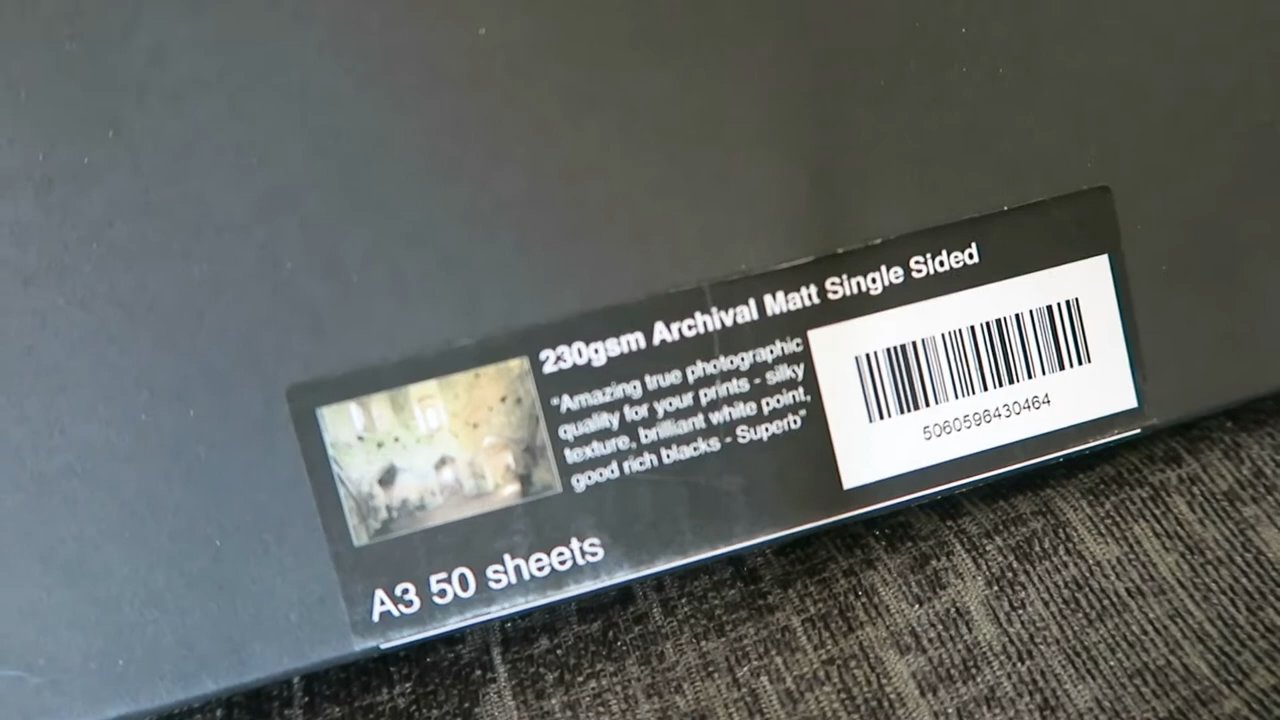 230gsm Archival Matt Single Sided
"Amazing true photographic
quality for your prints - silky
texture, brilliant white point,
good rich blacks - Superb"
5060596430464
A3 50 sheets